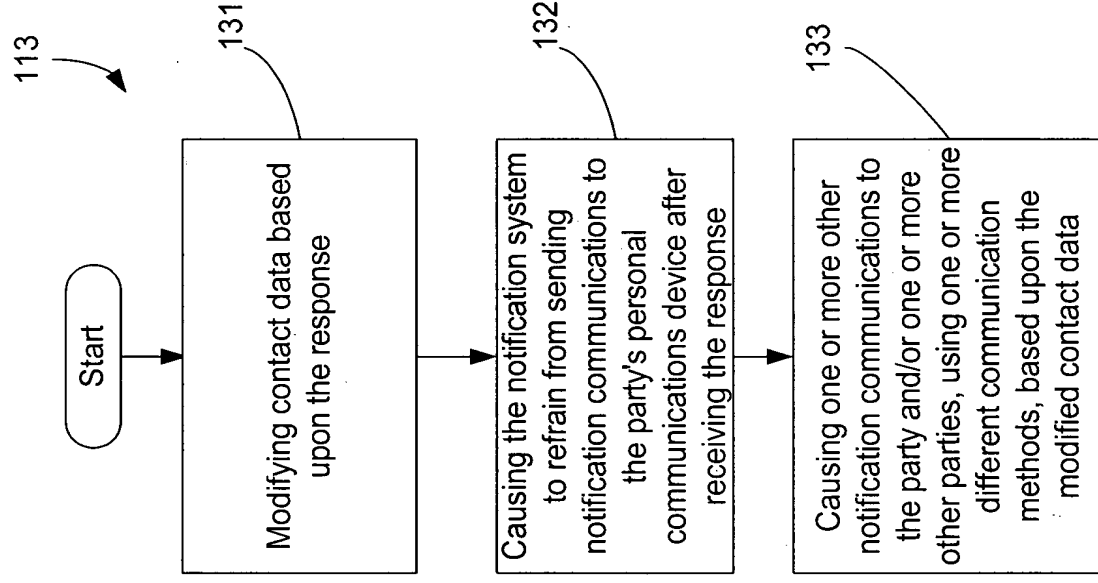 113
Start
Modifying contact data based
upon the response
131
Causing the notification system
to refrain from sending
notification communications to
the party's personal
communications device after
receiving the response
132
Causing one or more other
notification communications to
the party and/or one or more
other parties, using one or more
different communication
methods, based upon the
modified contact data
133